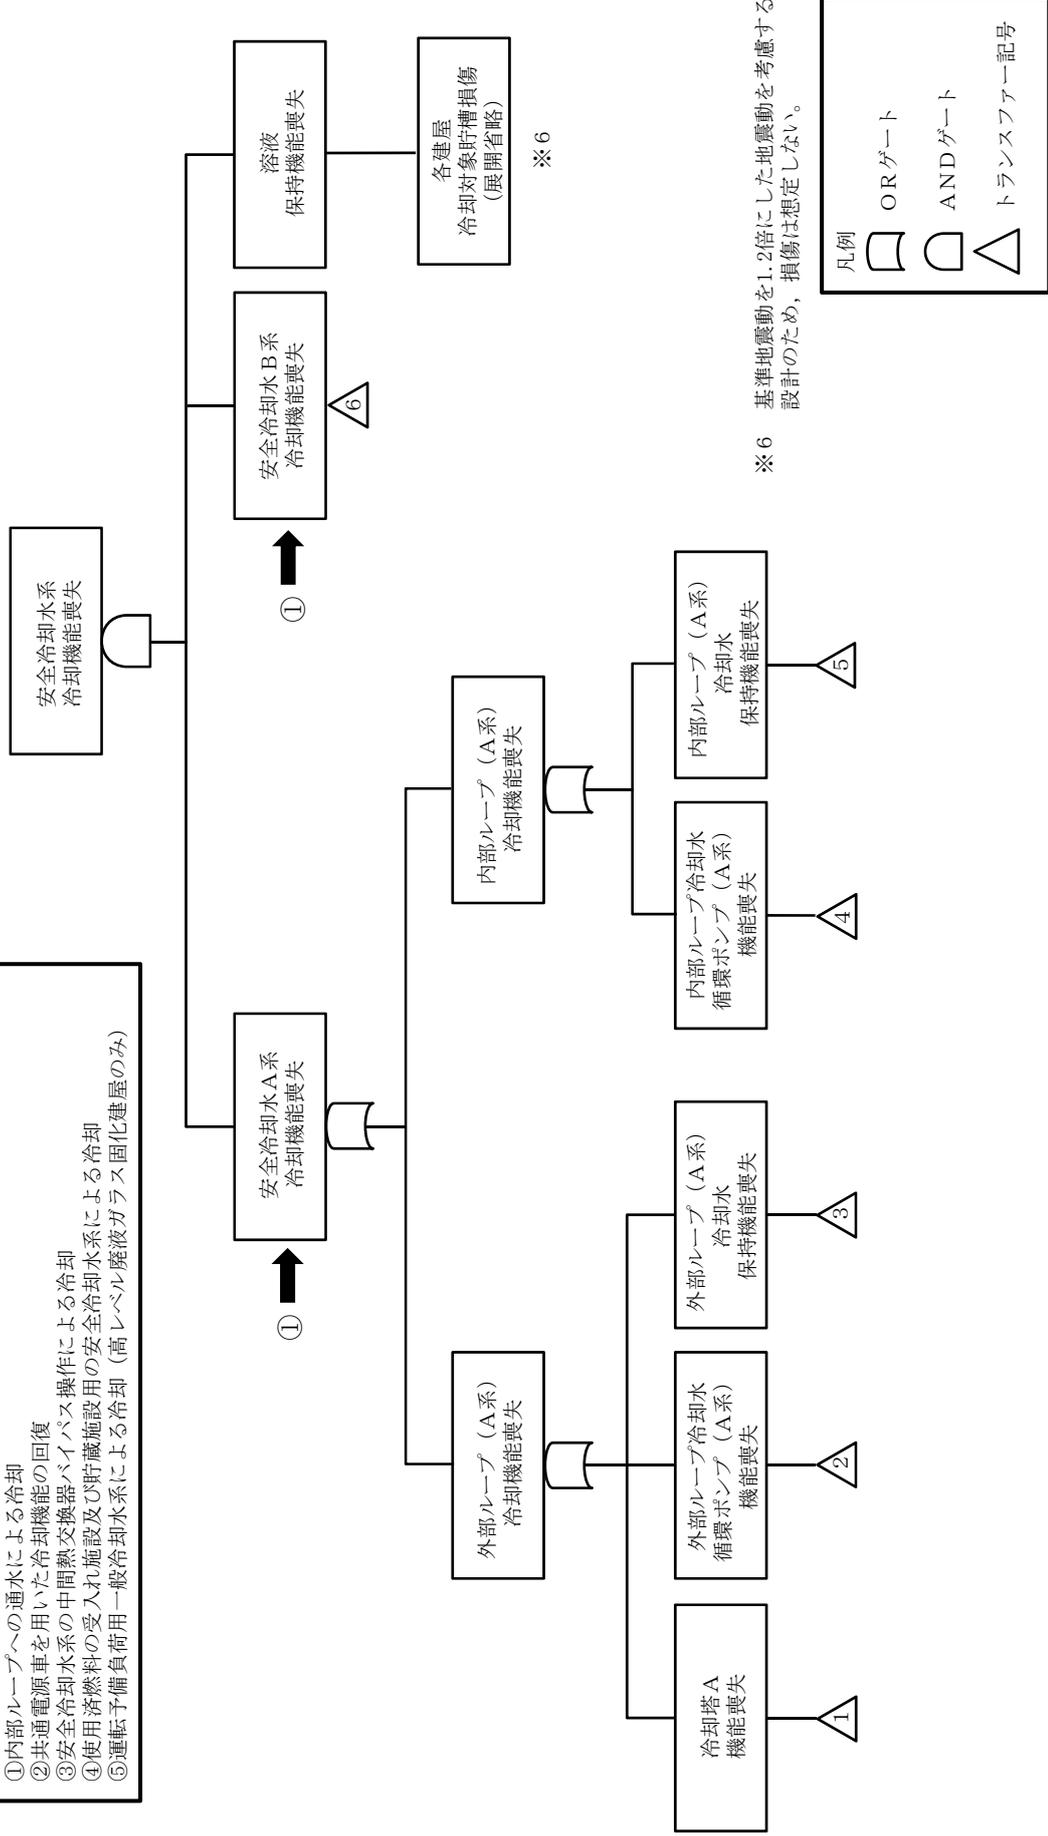 ①内部ループへの通水による冷却
②共通電源車を用いた冷却機能の回復
③安全冷却水系の中間熱交換器バイパス操作による冷却
④使用済燃料の受入れ施設及び貯蔵施設用の安全冷却水系による冷却
⑤運転予備負荷用一般冷却水系による冷却（高レベル廃液ガラス固化建屋のみ）
安全冷却水系
冷却機能喪失
①
安全冷却水Ａ系
冷却機能喪失
①
安全冷却水Ｂ系
冷却機能喪失
6
溶液
保持機能喪失
各建屋
冷却対象貯槽損傷
（展開省略）
※６
外部ループ（Ａ系）
冷却機能喪失
内部ループ（Ａ系）
冷却機能喪失
冷却塔Ａ
機能喪失
1
外部ループ冷却水
循環ポンプ（Ａ系）
機能喪失
2
外部ループ（Ａ系）
冷却水
保持機能喪失
3
内部ループ冷却水
循環ポンプ（Ａ系）
機能喪失
4
内部ループ（Ａ系）
冷却水
保持機能喪失
5
※６　基準地震動を1.2倍にした地震動を考慮する
設計のため，損傷は想定しない。
凡例
ＯＲゲート
ＡＮＤゲート
トランスファー記号